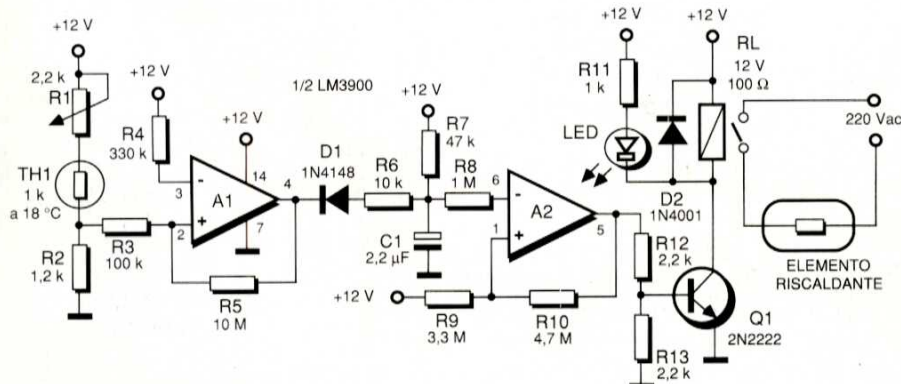 +12 V
2,2 k
R1
TH1
1 k
a 18 °C
R2
1,2k
R3
100 k
+12 V
R4
330 k
3
-
+
2
A1
+12 V
14
4
7
R5
10 M
1/2 LM3900
D1
1N4148
R6
10 k
+12 V
R7
47 k
R8
1 M
C1
2,2 µF
6
-
+
1
A2
5
+12 V
R9
3,3 M
R10
4,7 M
+12 V
R11
1 k
LED
D2
1N4001
+12 V
RL
12 V
100 Ω
220 Vac
ELEMENTO
RISCALDANTE
R12
2,2 k
R13
2,2 k
Q1
2N2222